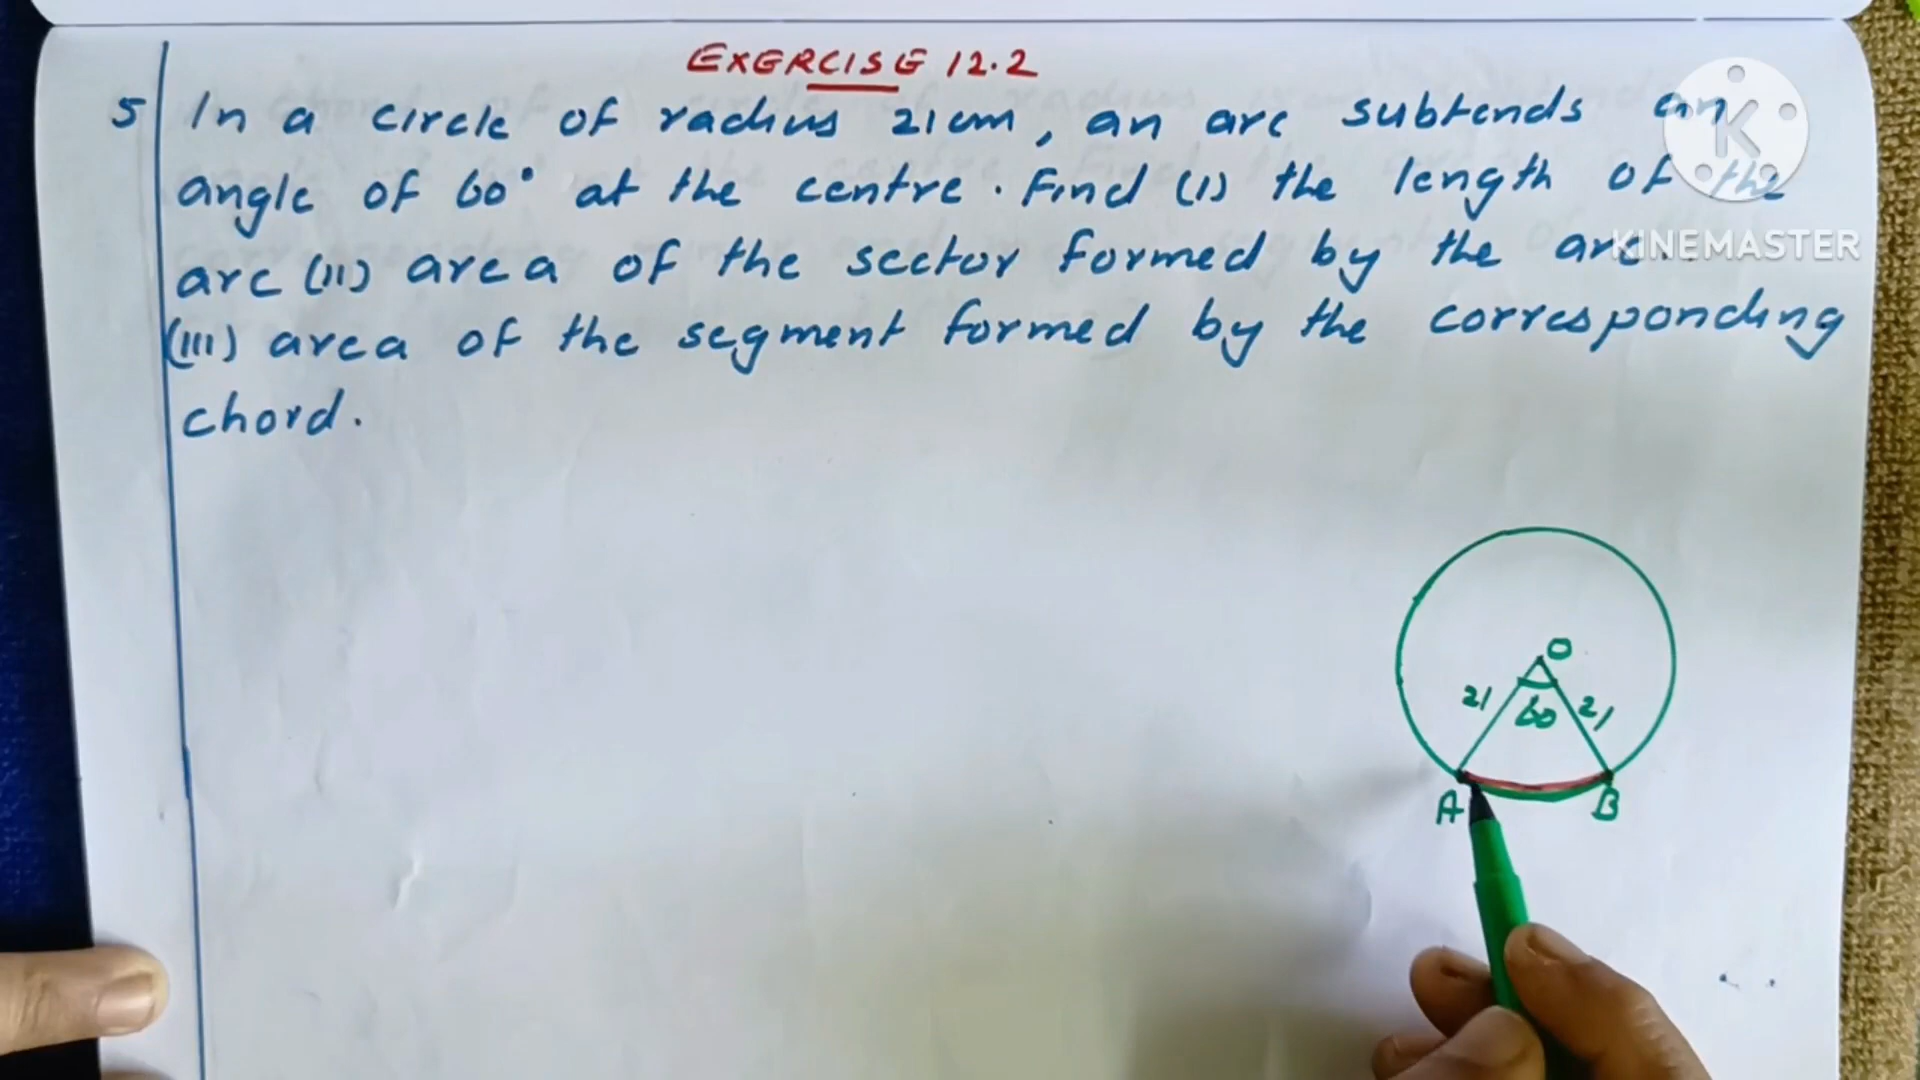 EXERCISE 12.2
5 In a circle of radius 21cm, an arc subtends an
angle of 60° at the centre. Find (i) the length of the
arc (ii) area of the sector formed by the arc.
(iii) area of the segment formed by the corresponding
chord.
K
KINEMASTER
O
21 60 21
A B